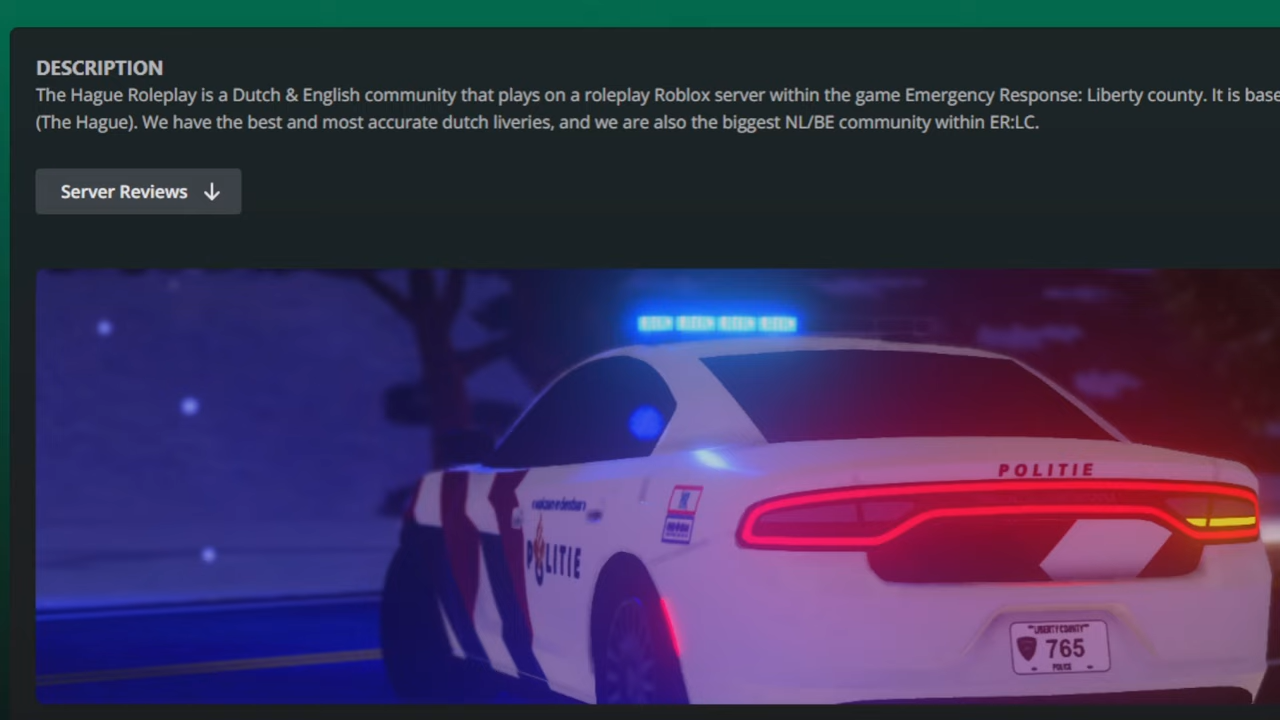 DESCRIPTION
The Hague Roleplay is a Dutch & English community that plays on a roleplay Roblox server within the game Emergency Response: Liberty county. It is base
(The Hague). We have the best and most accurate dutch liveries, and we are also the biggest NL/BE community within ER:LC.
Server Reviews
POLITIE
POLITIE
LIBERTY COUNTY
765
POLICE